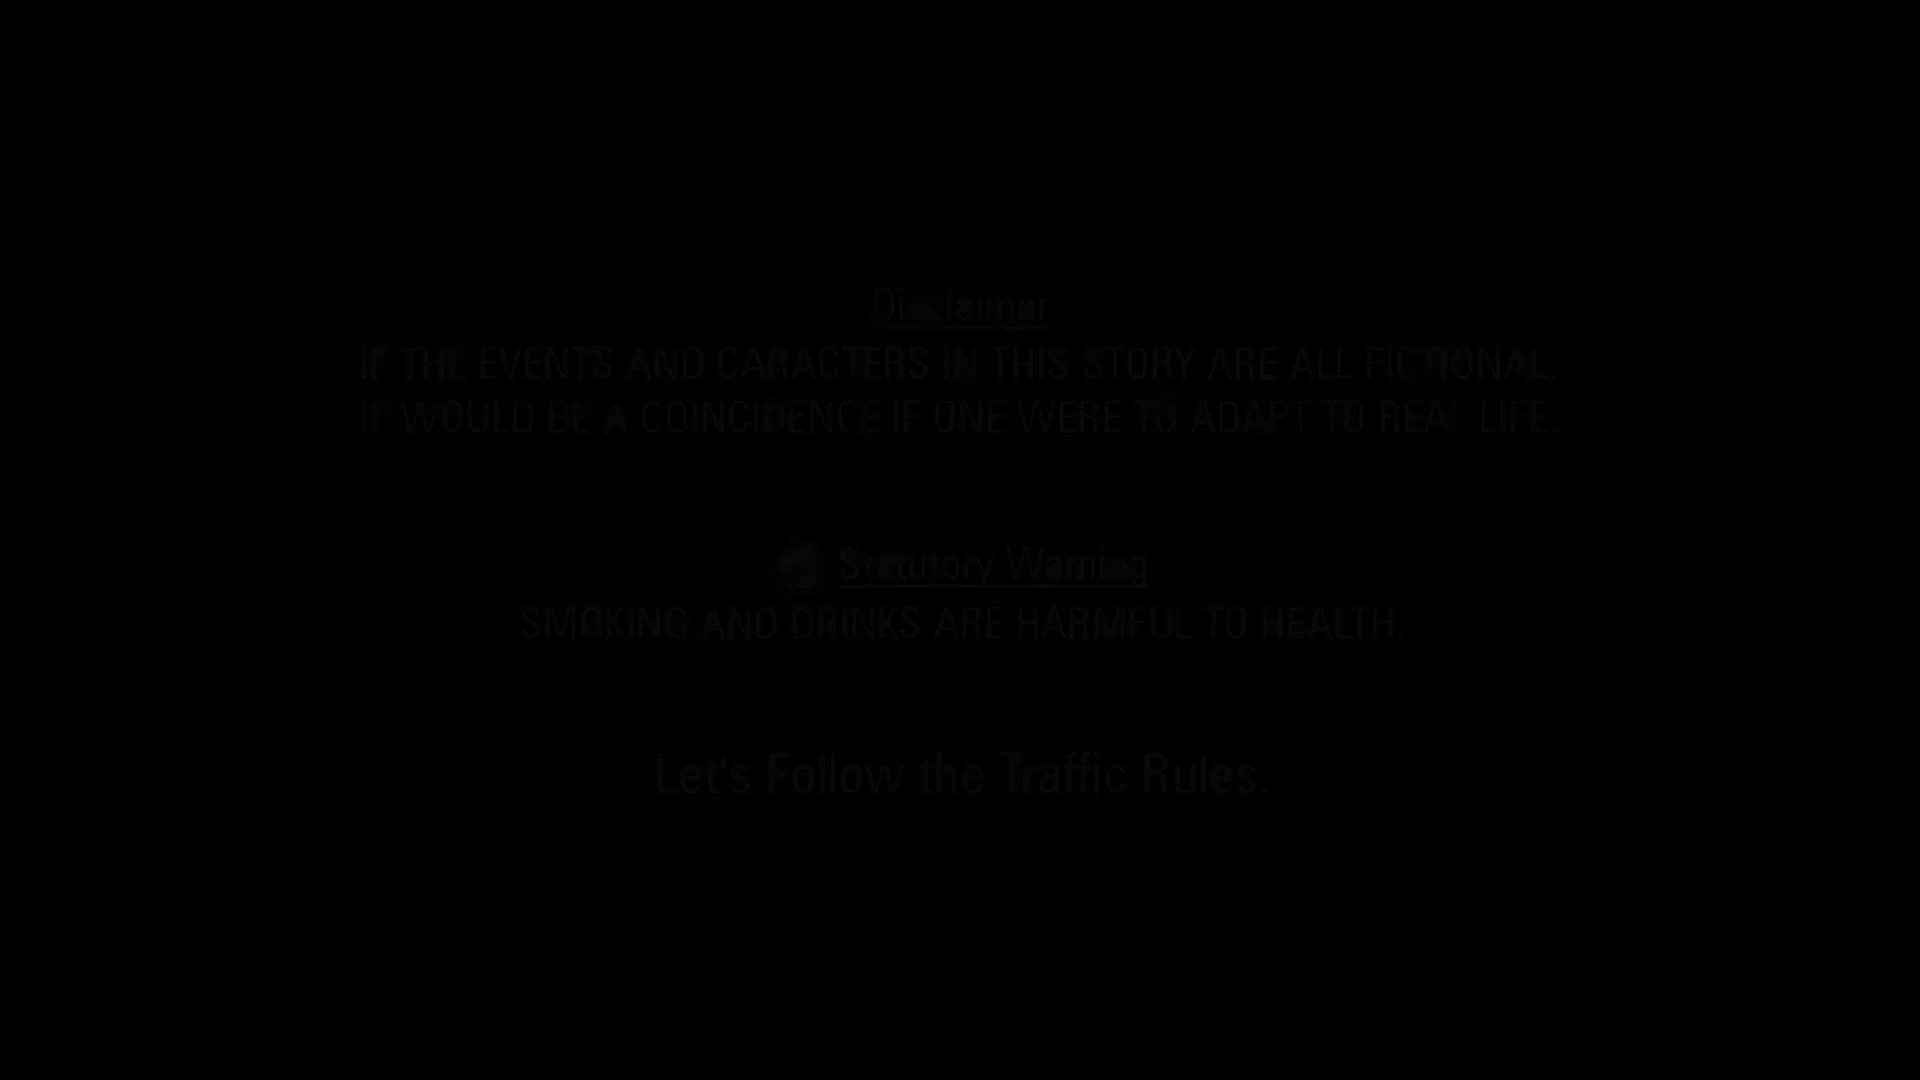 Disclaimer
IF THE EVENTS AND CARACTERS IN THIS STORY ARE ALL FICTIONAL,
IF WOULD BE A COINCIDENCE IF ONE WERE TO ADAPT TO REAL LIFE.
Statutory Warning
SMOKING AND DRINKS ARE HARMFUL TO HEALTH.
Let's Follow the Traffic Rules.